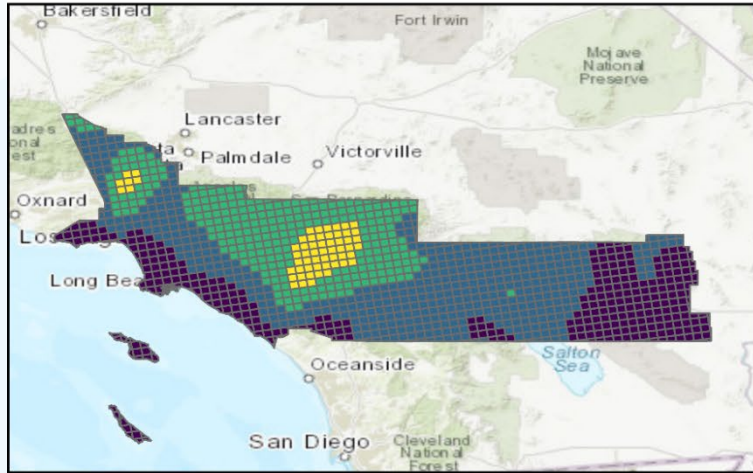 Bakersfield
Fort Irwin
Mojave
National
Preserve
Lancaster
Palmdale
Victorville
Oxnard
Long Bea
Oceanside
Salton
Sea
San Diego
Cleveland
National
Forest